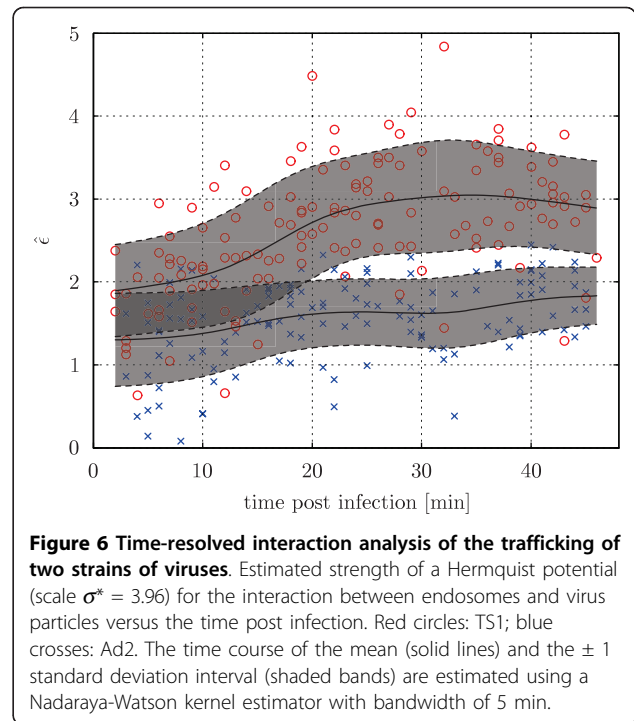 5
4
3
2
1
0
ε̂
0 10 20 30 40
time post infection [min]
Figure 6 Time-resolved interaction analysis of the trafficking of
two strains of viruses. Estimated strength of a Hermquist potential
(scale σ* = 3.96) for the interaction between endosomes and virus
particles versus the time post infection. Red circles: TS1; blue
crosses: Ad2. The time course of the mean (solid lines) and the ± 1
standard deviation interval (shaded bands) are estimated using a
Nadaraya-Watson kernel estimator with bandwidth of 5 min.